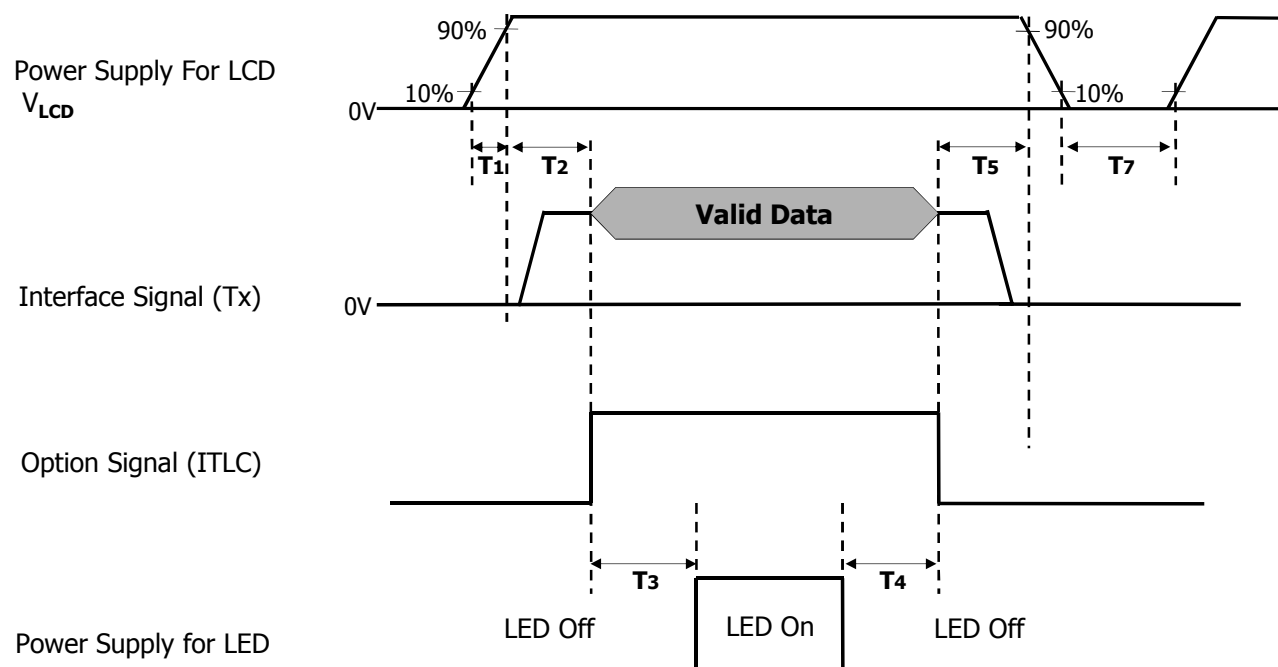 90%
90%
Power Supply For LCD
VLCD
10%
10%
0V
T1
T2
T5
T7
Valid Data
Interface Signal (Tx)
0V
Option Signal (ITLC)
T3
T4
LED Off
LED On
LED Off
Power Supply for LED